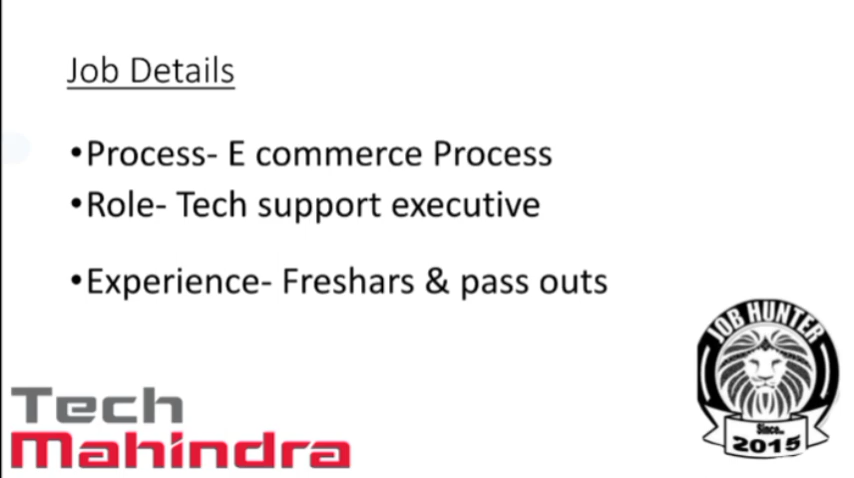 Job Details
•Process- E commerce Process
•Role- Tech support executive
•Experience- Freshars & pass outs
JOB HUNTER
Since..
2015
Tech
Mahindra